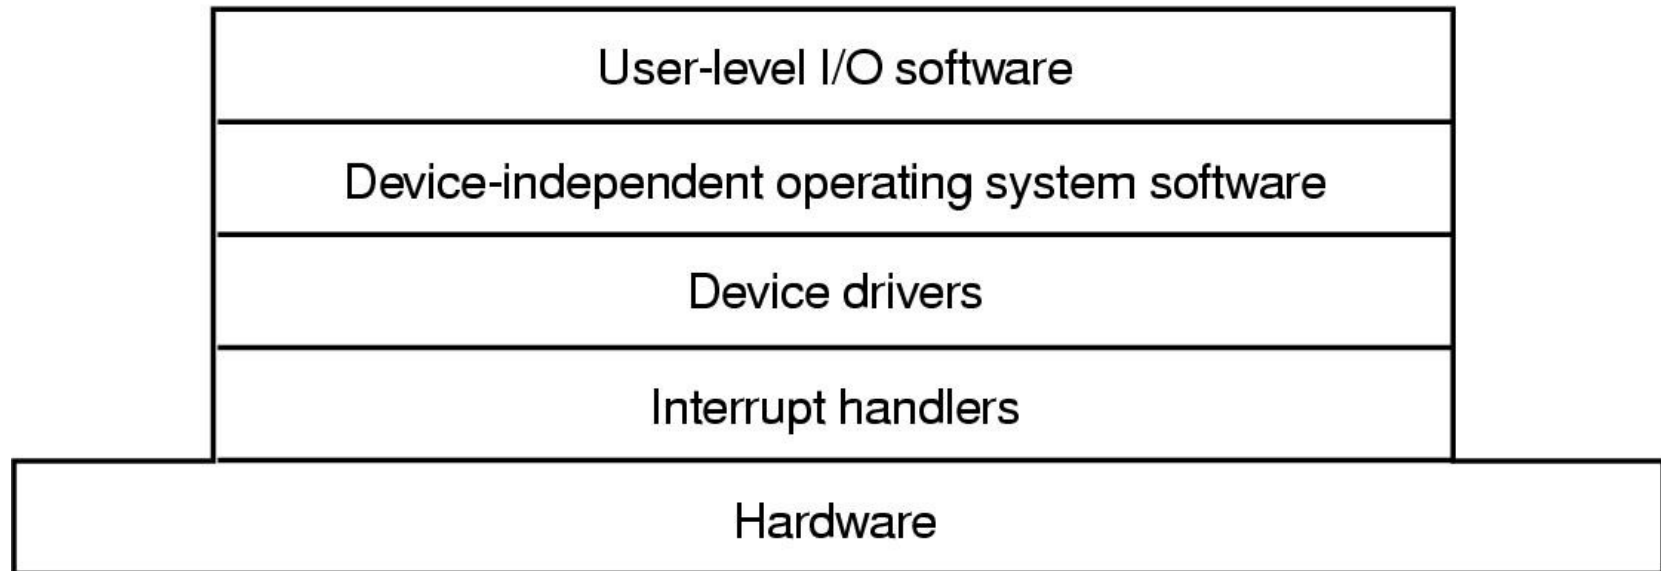 User-level I/O software
Device-independent operating system software
Device drivers
Interrupt handlers
Hardware